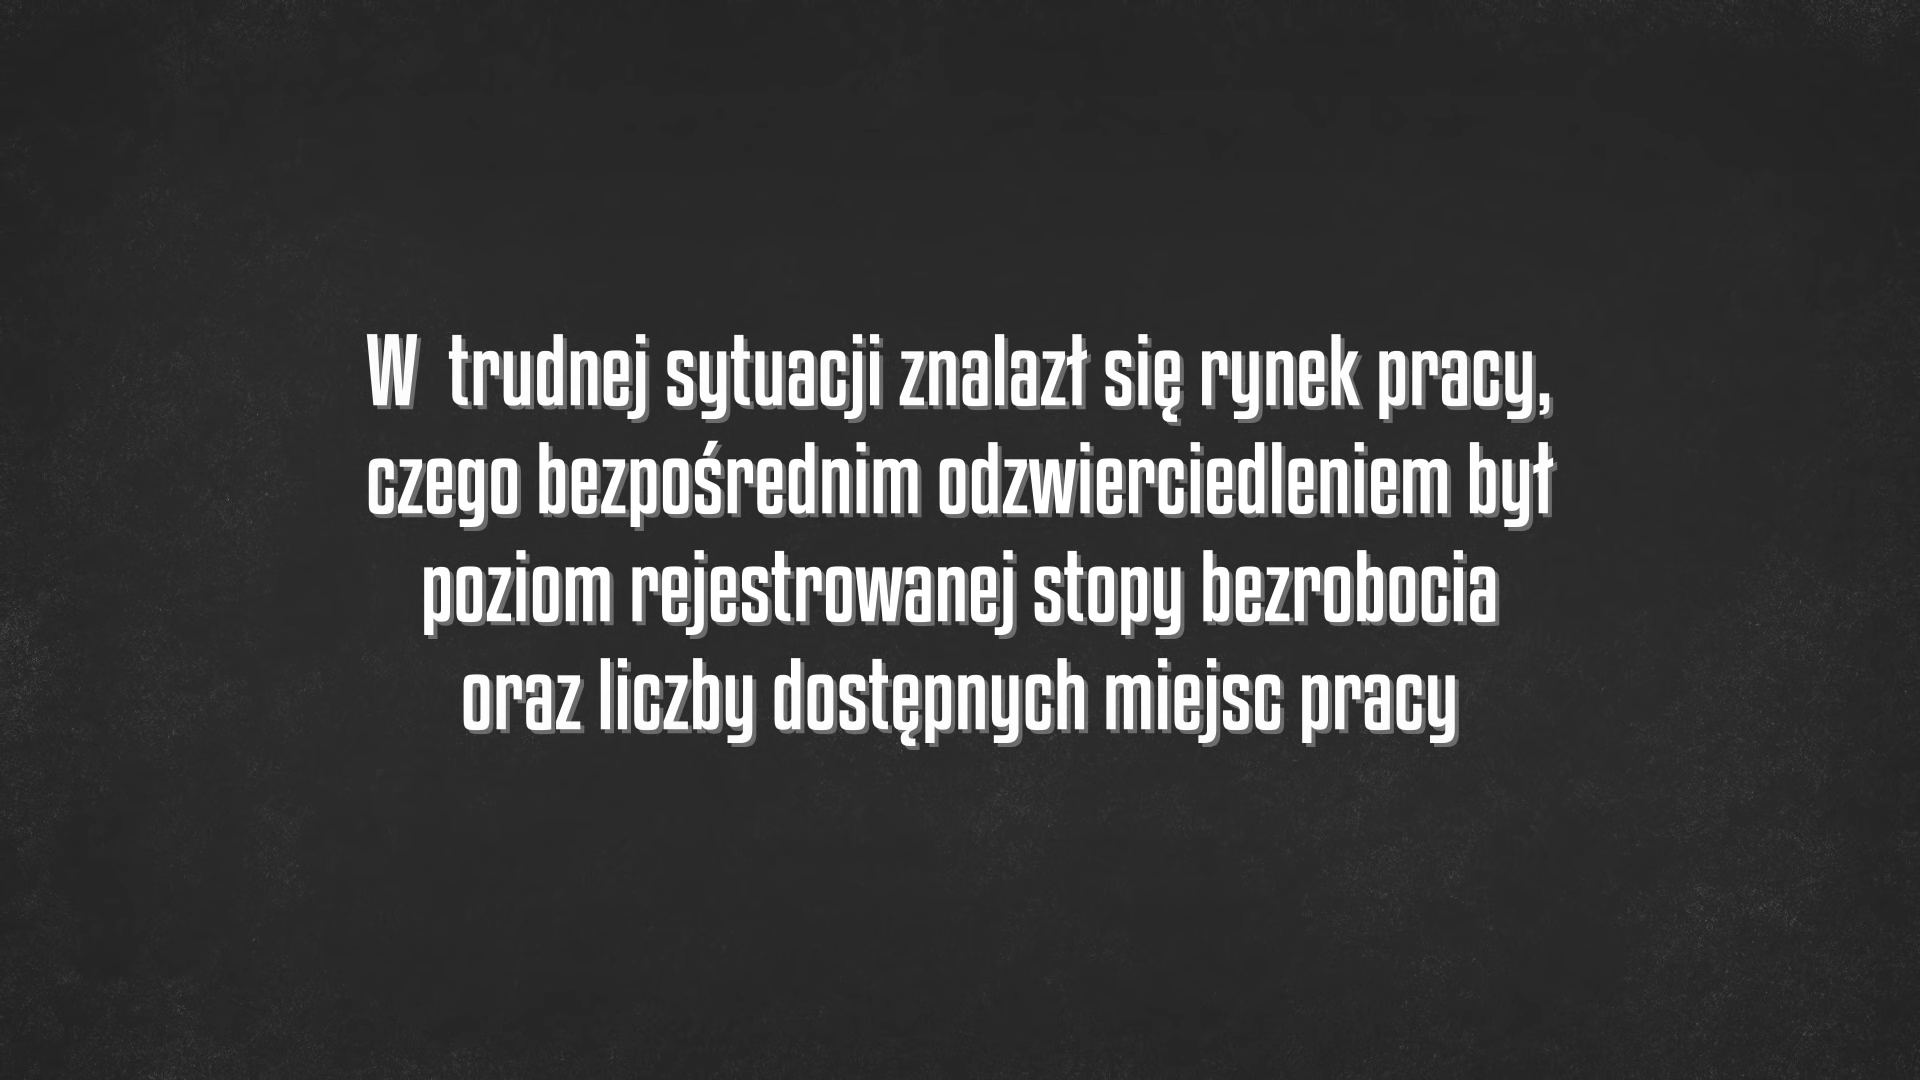 W  trudnej sytuacji znalazł się rynek pracy,
czego bezpośrednim odzwierciedleniem był
poziom rejestrowanej stopy bezrobocia
oraz liczby dostępnych miejsc pracy